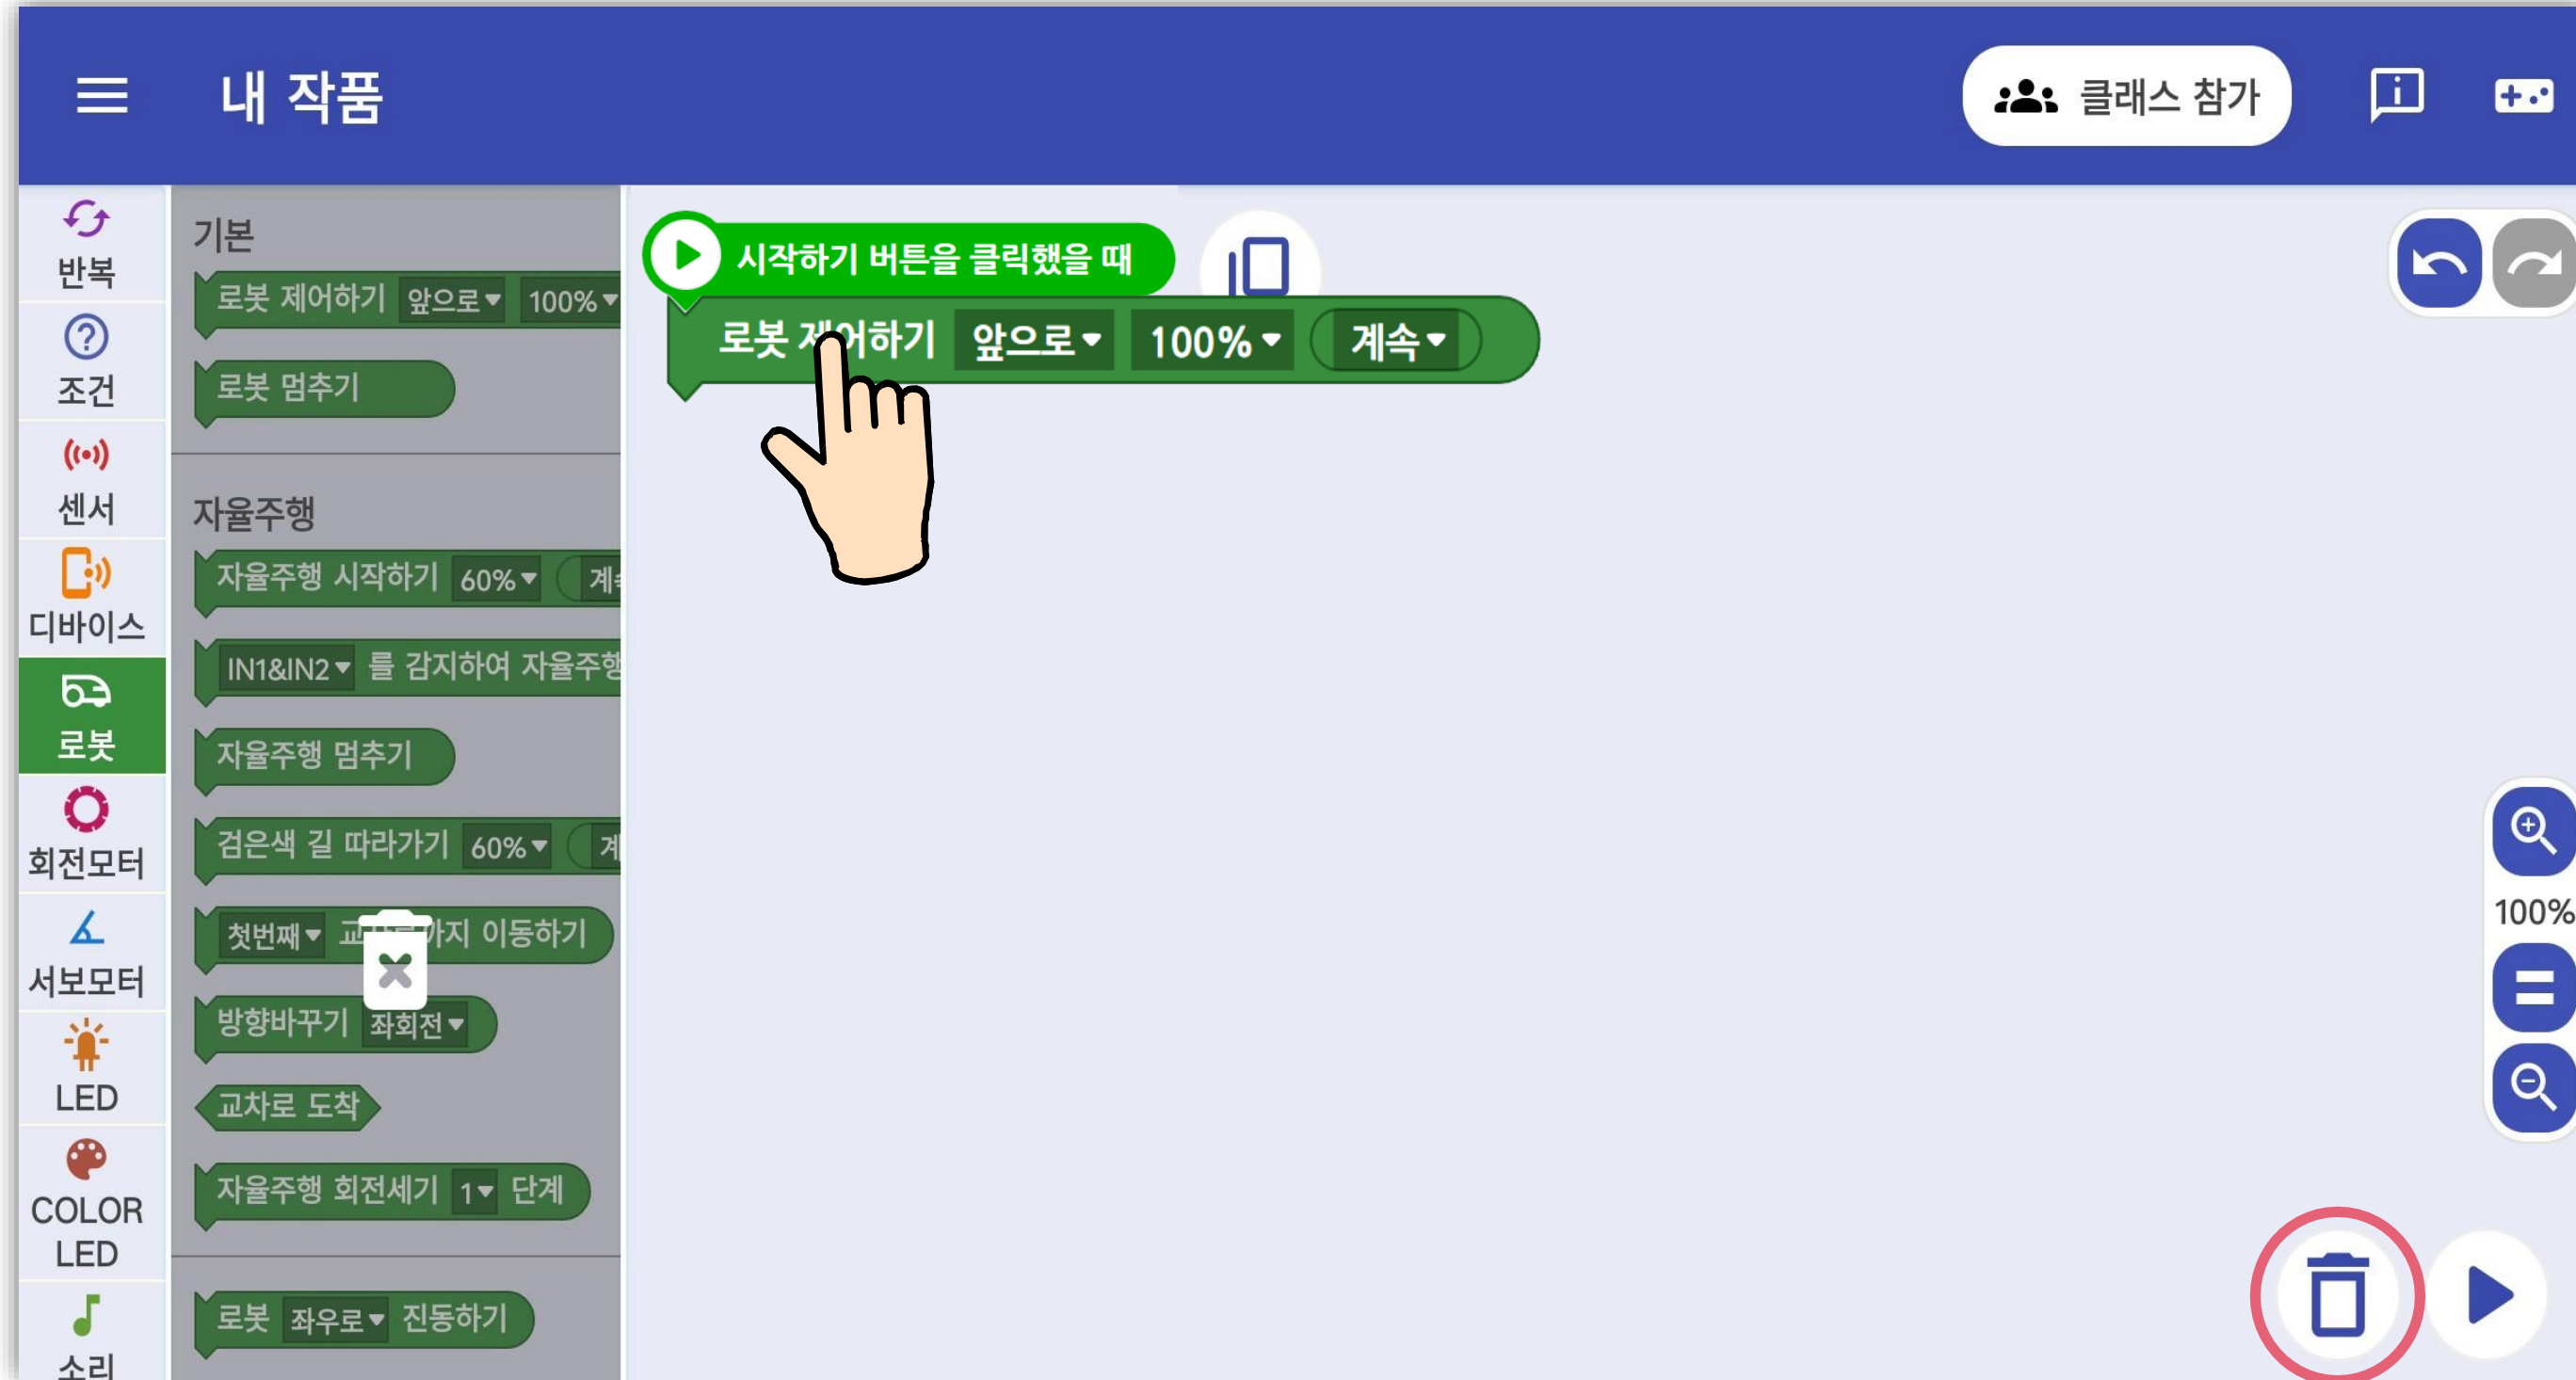 내 작품
클래스 참가
반복
조건
센서
디바이스
로봇
회전모터
서보모터
LED
COLOR
LED
소리
기본
로봇 제어하기 앞으로 100%
로봇 멈추기
자율주행
자율주행 시작하기 60%
IN1&IN2 를 감지하여 자율주행
자율주행 멈추기
검은색 길 따라가기 60%
첫번째 이동하기
방향바꾸기 좌회전
교차로 도착
자율주행 회전세기 1 단계
로봇 좌우로 진동하기
시작하기 버튼을 클릭했을 때
로봇 제어하기 앞으로 100% 계속
100%